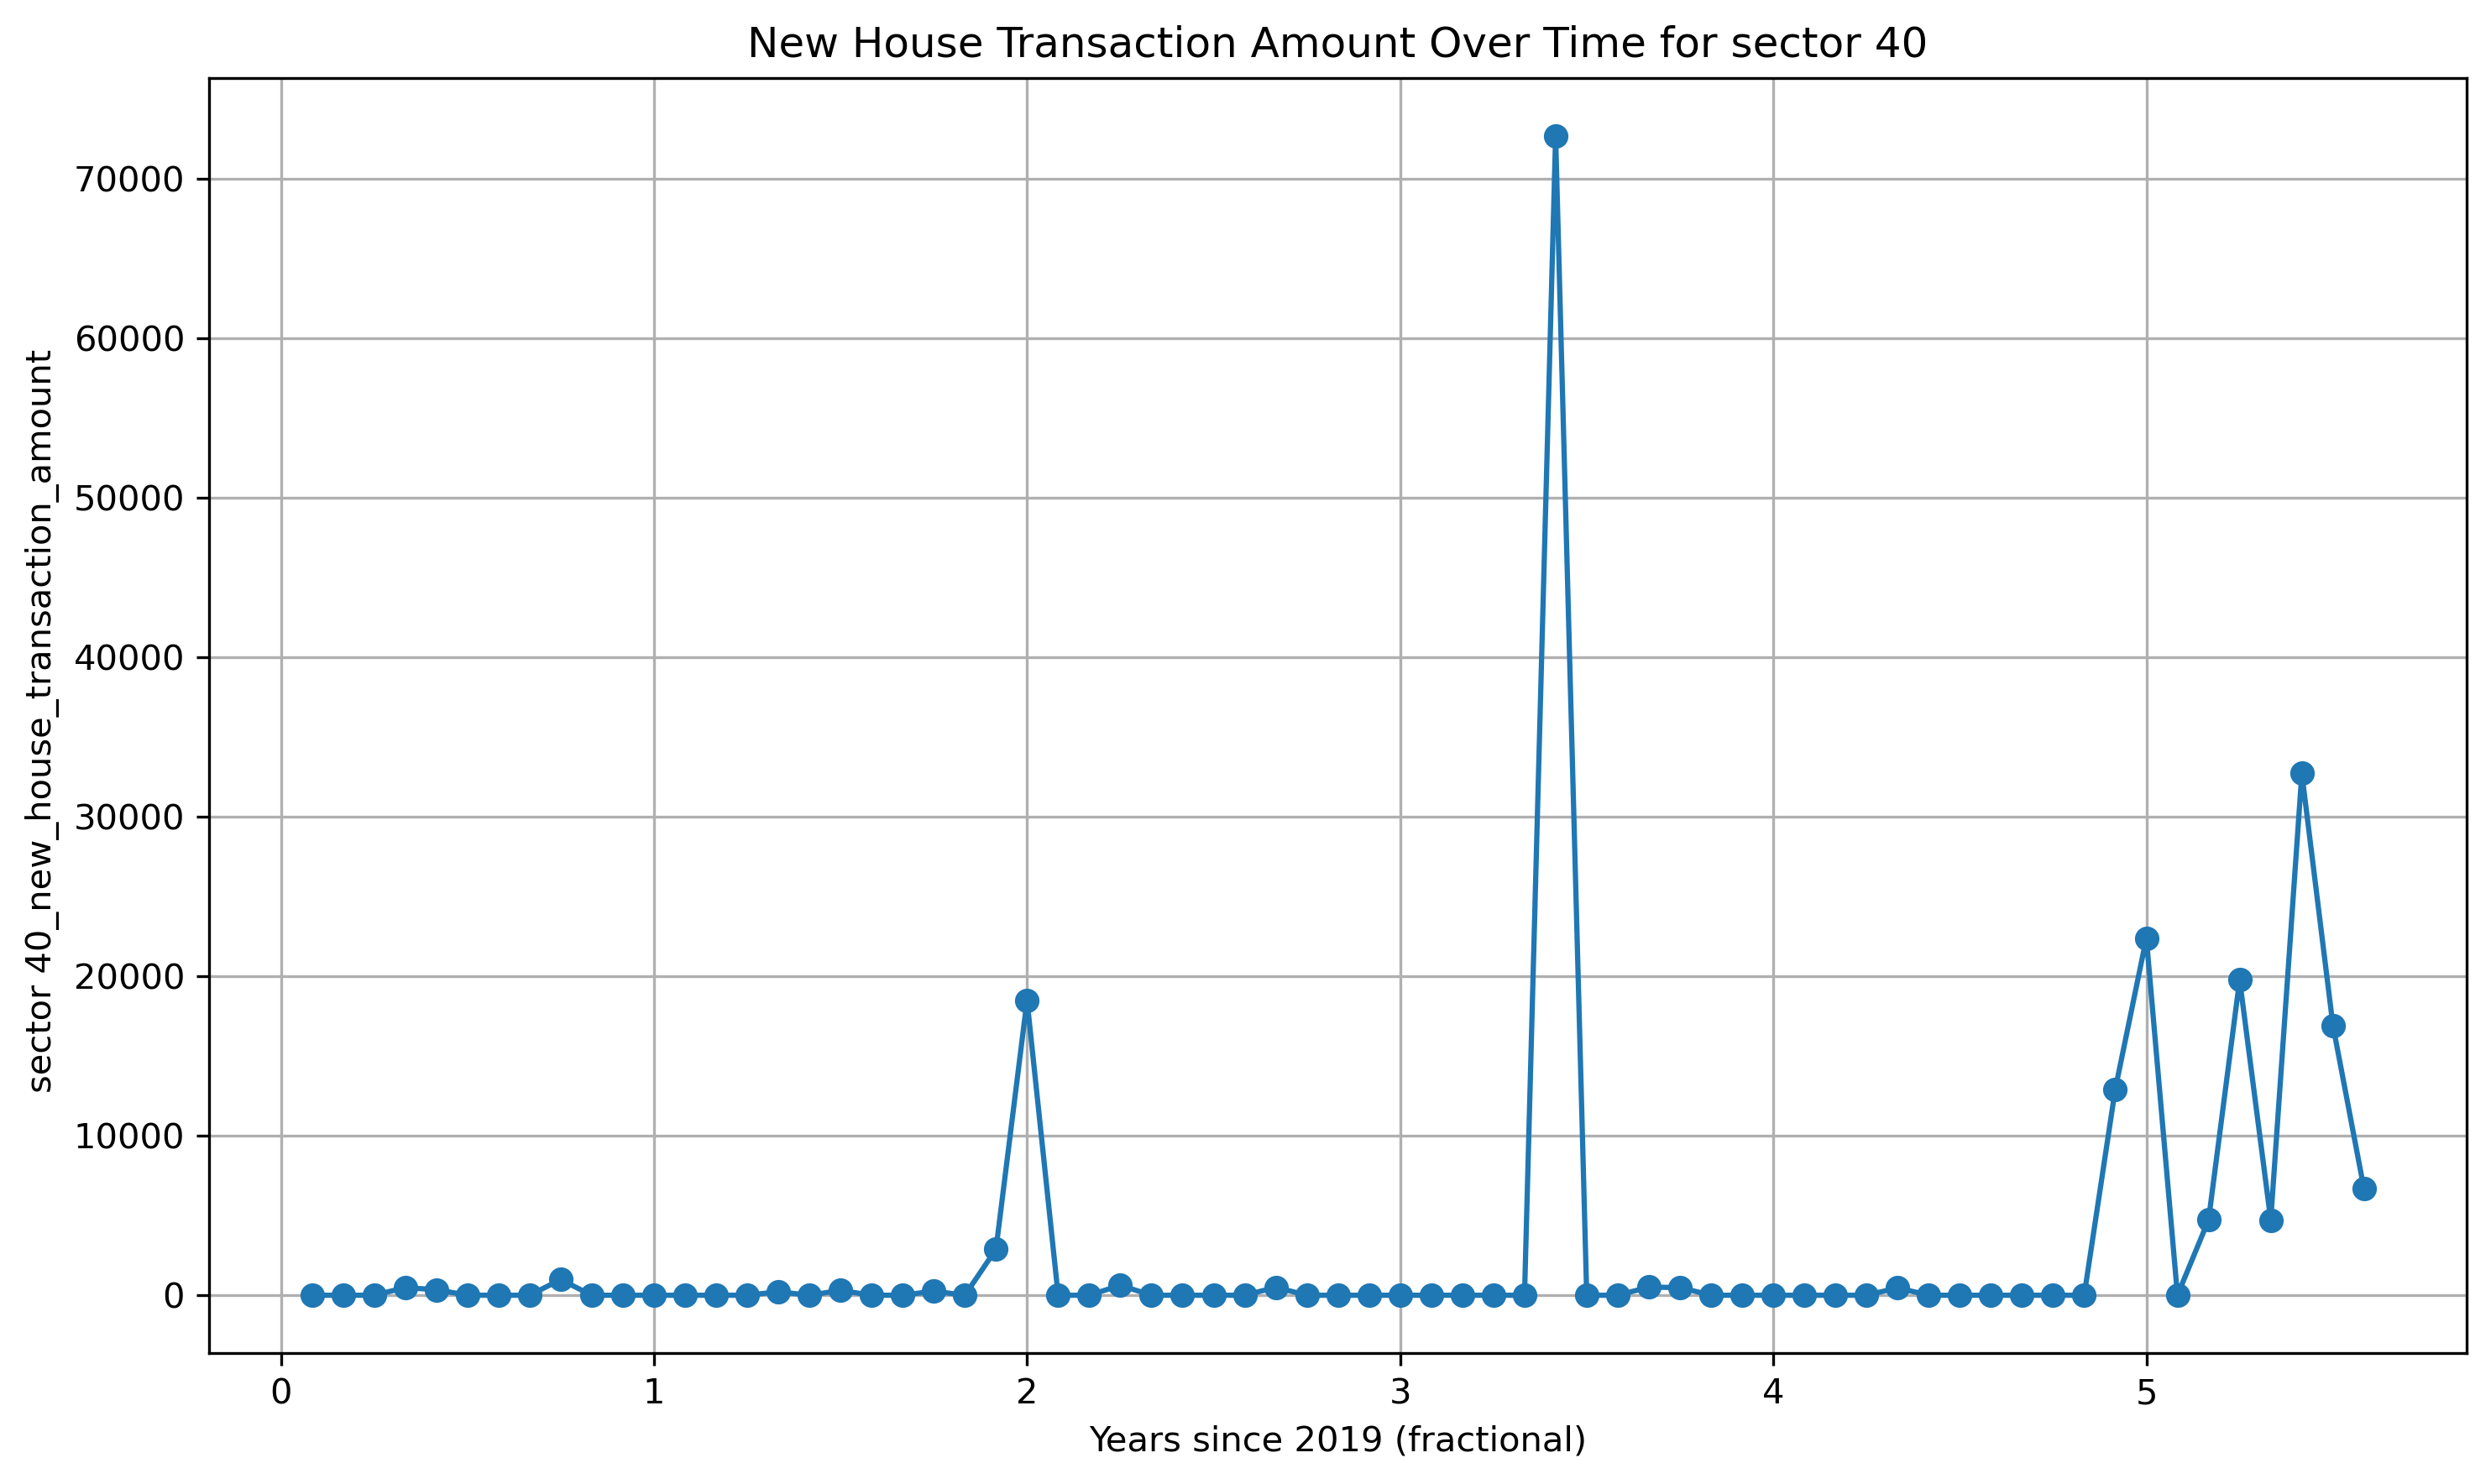 New House Transaction Amount Over Time for sector 40
sector 40_new_house_transaction_amount
70000
60000
50000
40000
30000
20000
10000
0
0 1 2 3 4 5
Years since 2019 (fractional)